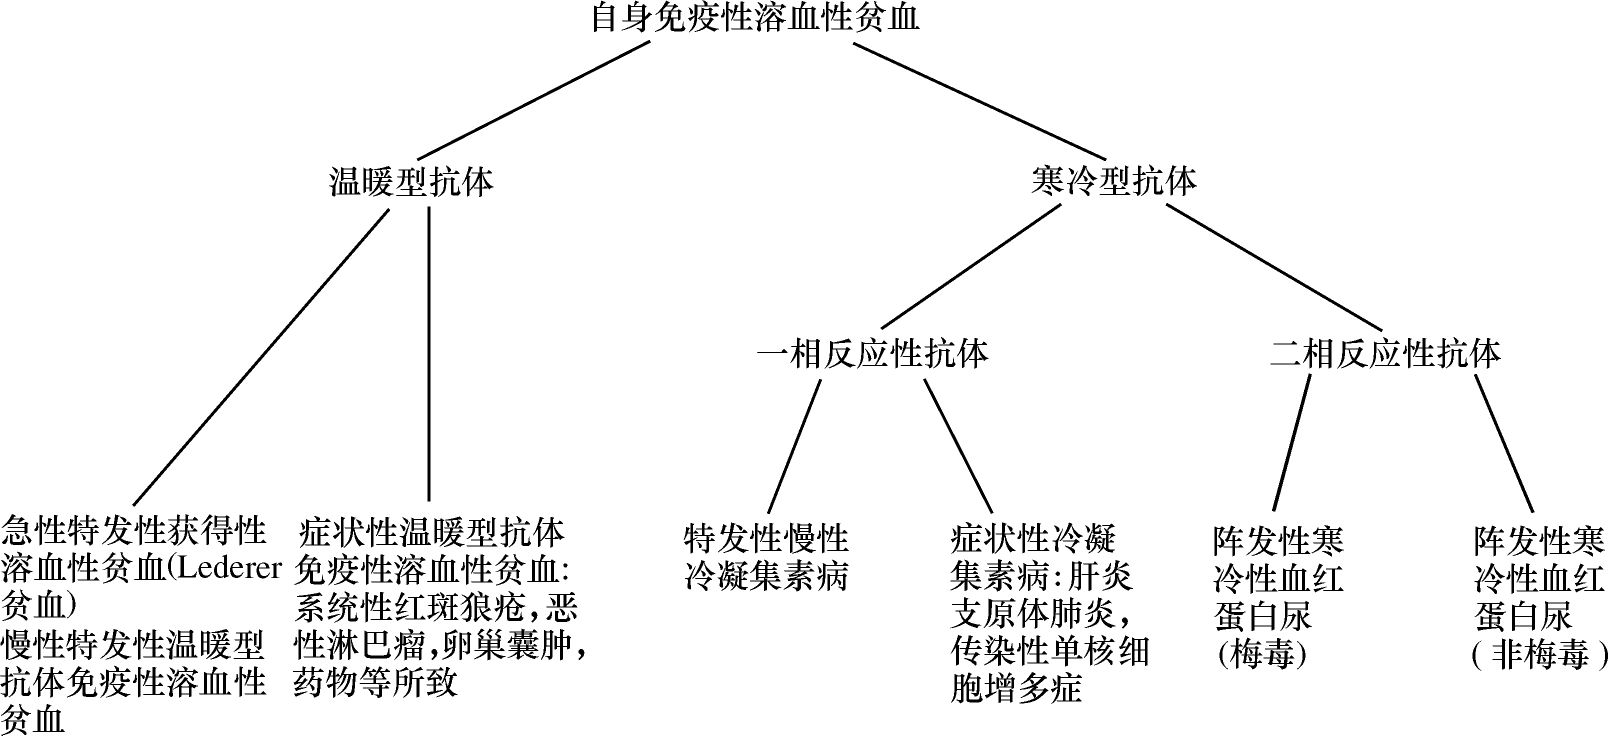 自身免疫性溶血性贫血
温暖型抗体
寒冷型抗体
一相反应性抗体
二相反应性抗体
急性特发性获得性
溶血性贫血(Lederer
贫血)
慢性特发性温暖型
抗体免疫性溶血性
贫血
症状性温暖型抗体
免疫性溶血性贫血:
系统性红斑狼疮,恶
性淋巴瘤,卵巢囊肿,
药物等所致
特发性慢性
冷凝集素病
症状性冷凝
集素病:肝炎
支原体肺炎,
传染性单核细
胞增多症
阵发性寒
冷性血红
蛋白尿
(梅毒)
阵发性寒
冷性血红
蛋白尿
(非梅毒)